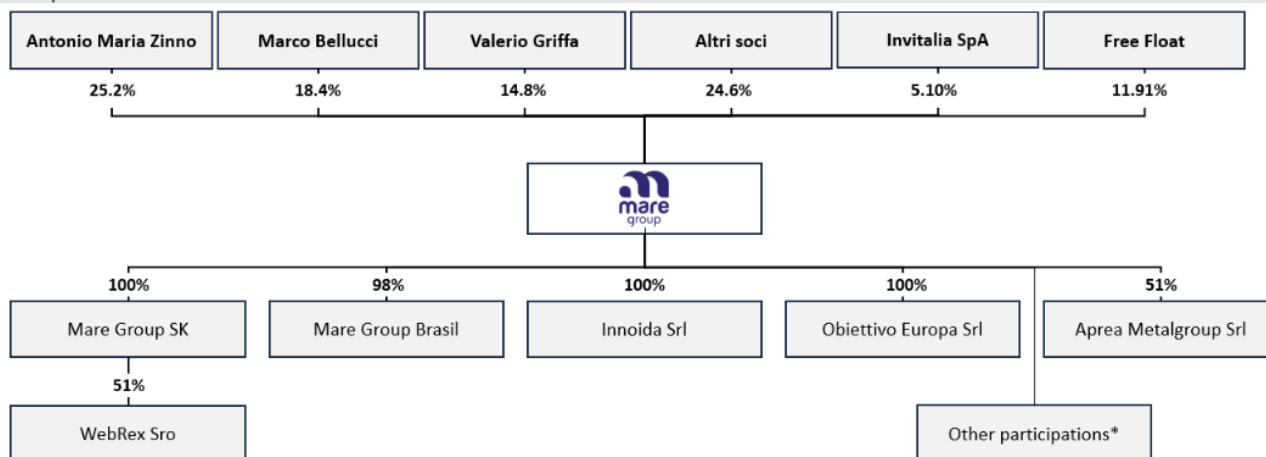 Antonio Maria Zinno
Marco Bellucci
Valerio Griffa
Altri soci
Invitalia SpA
Free Float
25.2%
18.4%
14.8%
24.6%
5.10%
11.91%
mare
group
100%
98%
100%
100%
51%
Mare Group SK
Mare Group Brasil
Innoida Srl
Obiettivo Europa Srl
Aprea Metalgroup Srl
51%
WebRex Sro
Other participations*